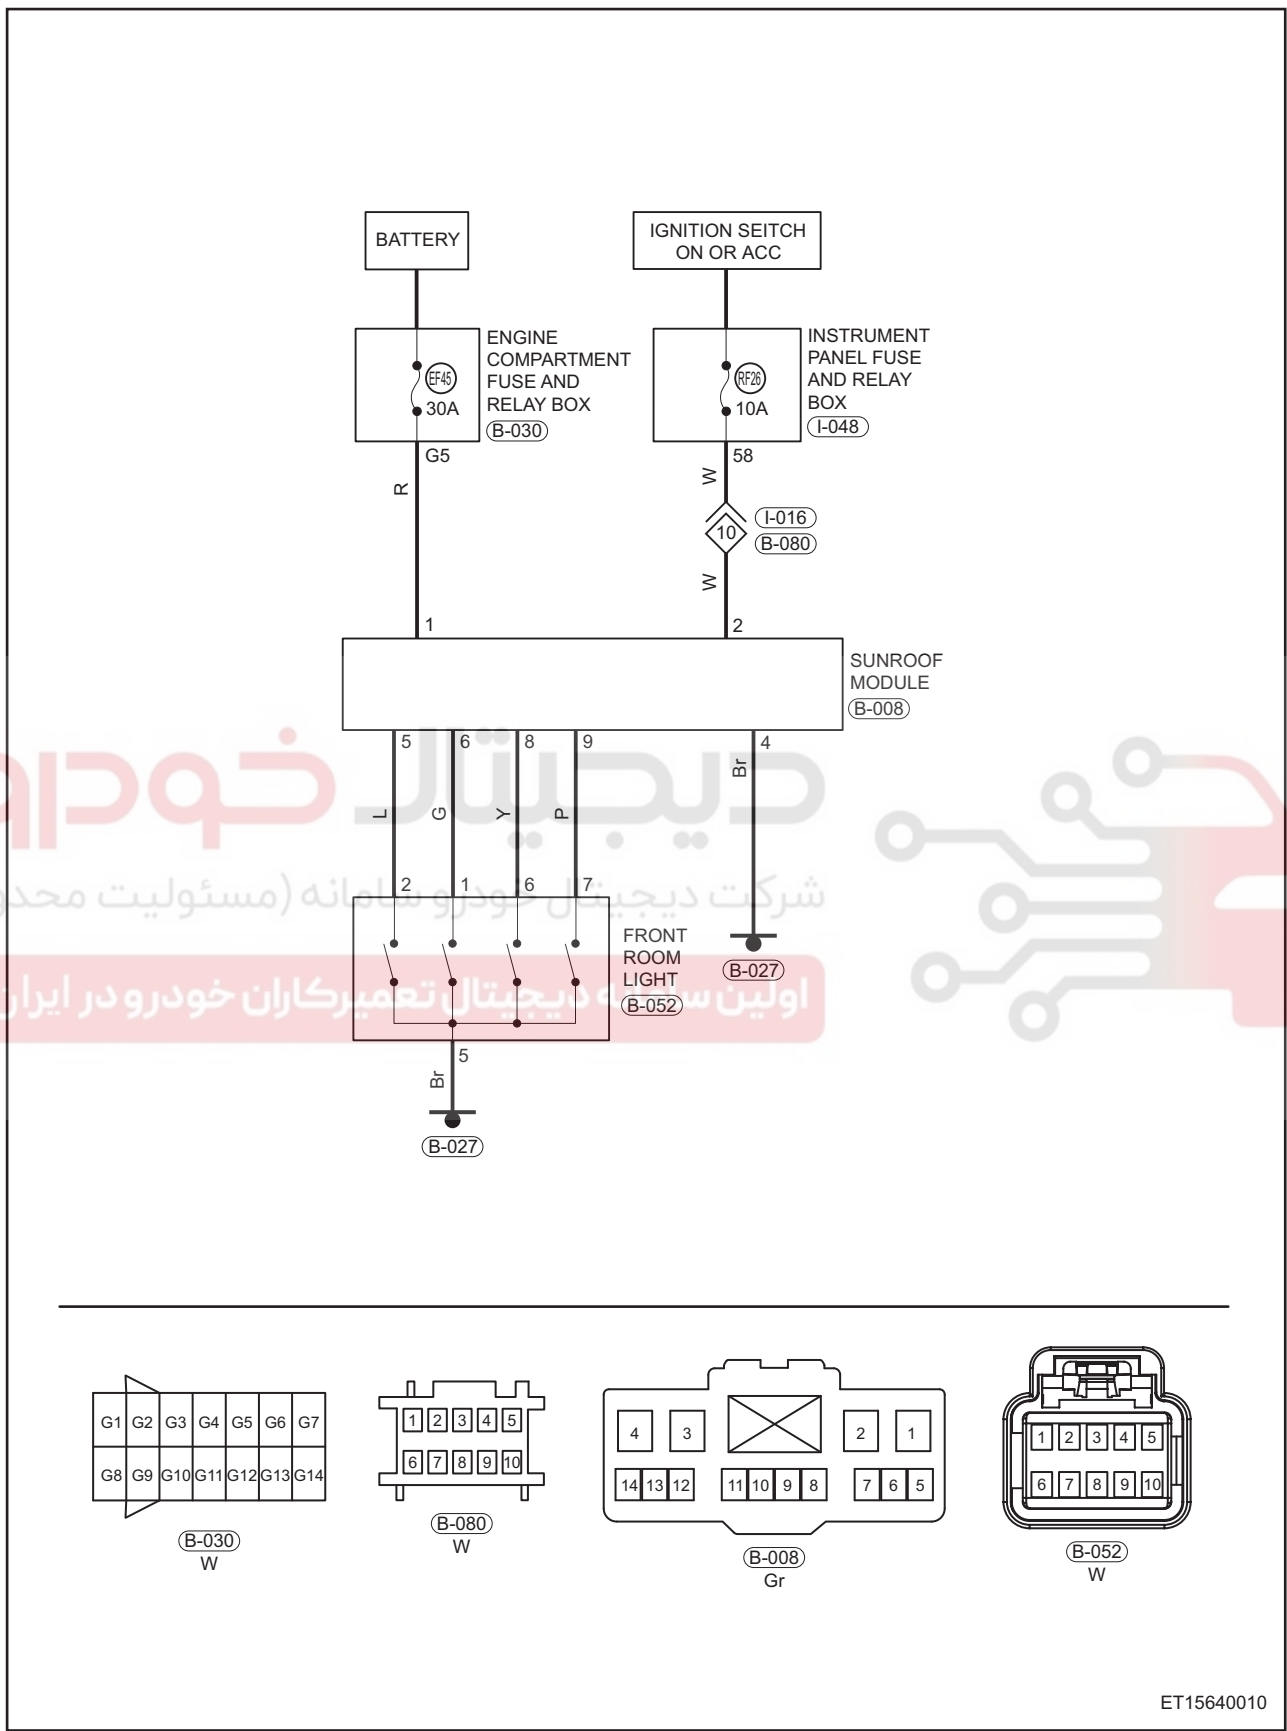 BATTERY
IGNITION SEITCH
ON OR ACC
EF45
30A
ENGINE
COMPARTMENT
FUSE AND
RELAY BOX
B-030
RF26
10A
INSTRUMENT
PANEL FUSE
AND RELAY
BOX
I-048
G5
58
R
W
10
I-016
B-080
W
1
2
SUNROOF
MODULE
B-008
5
6
8
9
4
L
G
Y
P
Br
دیجیتال خودرو
شرکت دیجیتال خودرو سامانه (مسئولیت محدو
اولین سامانه دیجیتال تعمیرکاران خودرو در ایران
2
1
6
7
FRONT
ROOM
LIGHT
B-052
B-027
5
Br
B-027
G1 G2 G3 G4 G5 G6 G7
G8 G9 G10 G11 G12 G13 G14
B-030
W
1 2 3 4 5
6 7 8 9 10
B-080
W
4 3 2 1
14 13 12 11 10 9 8 7 6 5
B-008
Gr
1 2 3 4 5
6 7 8 9 10
B-052
W
ET15640010